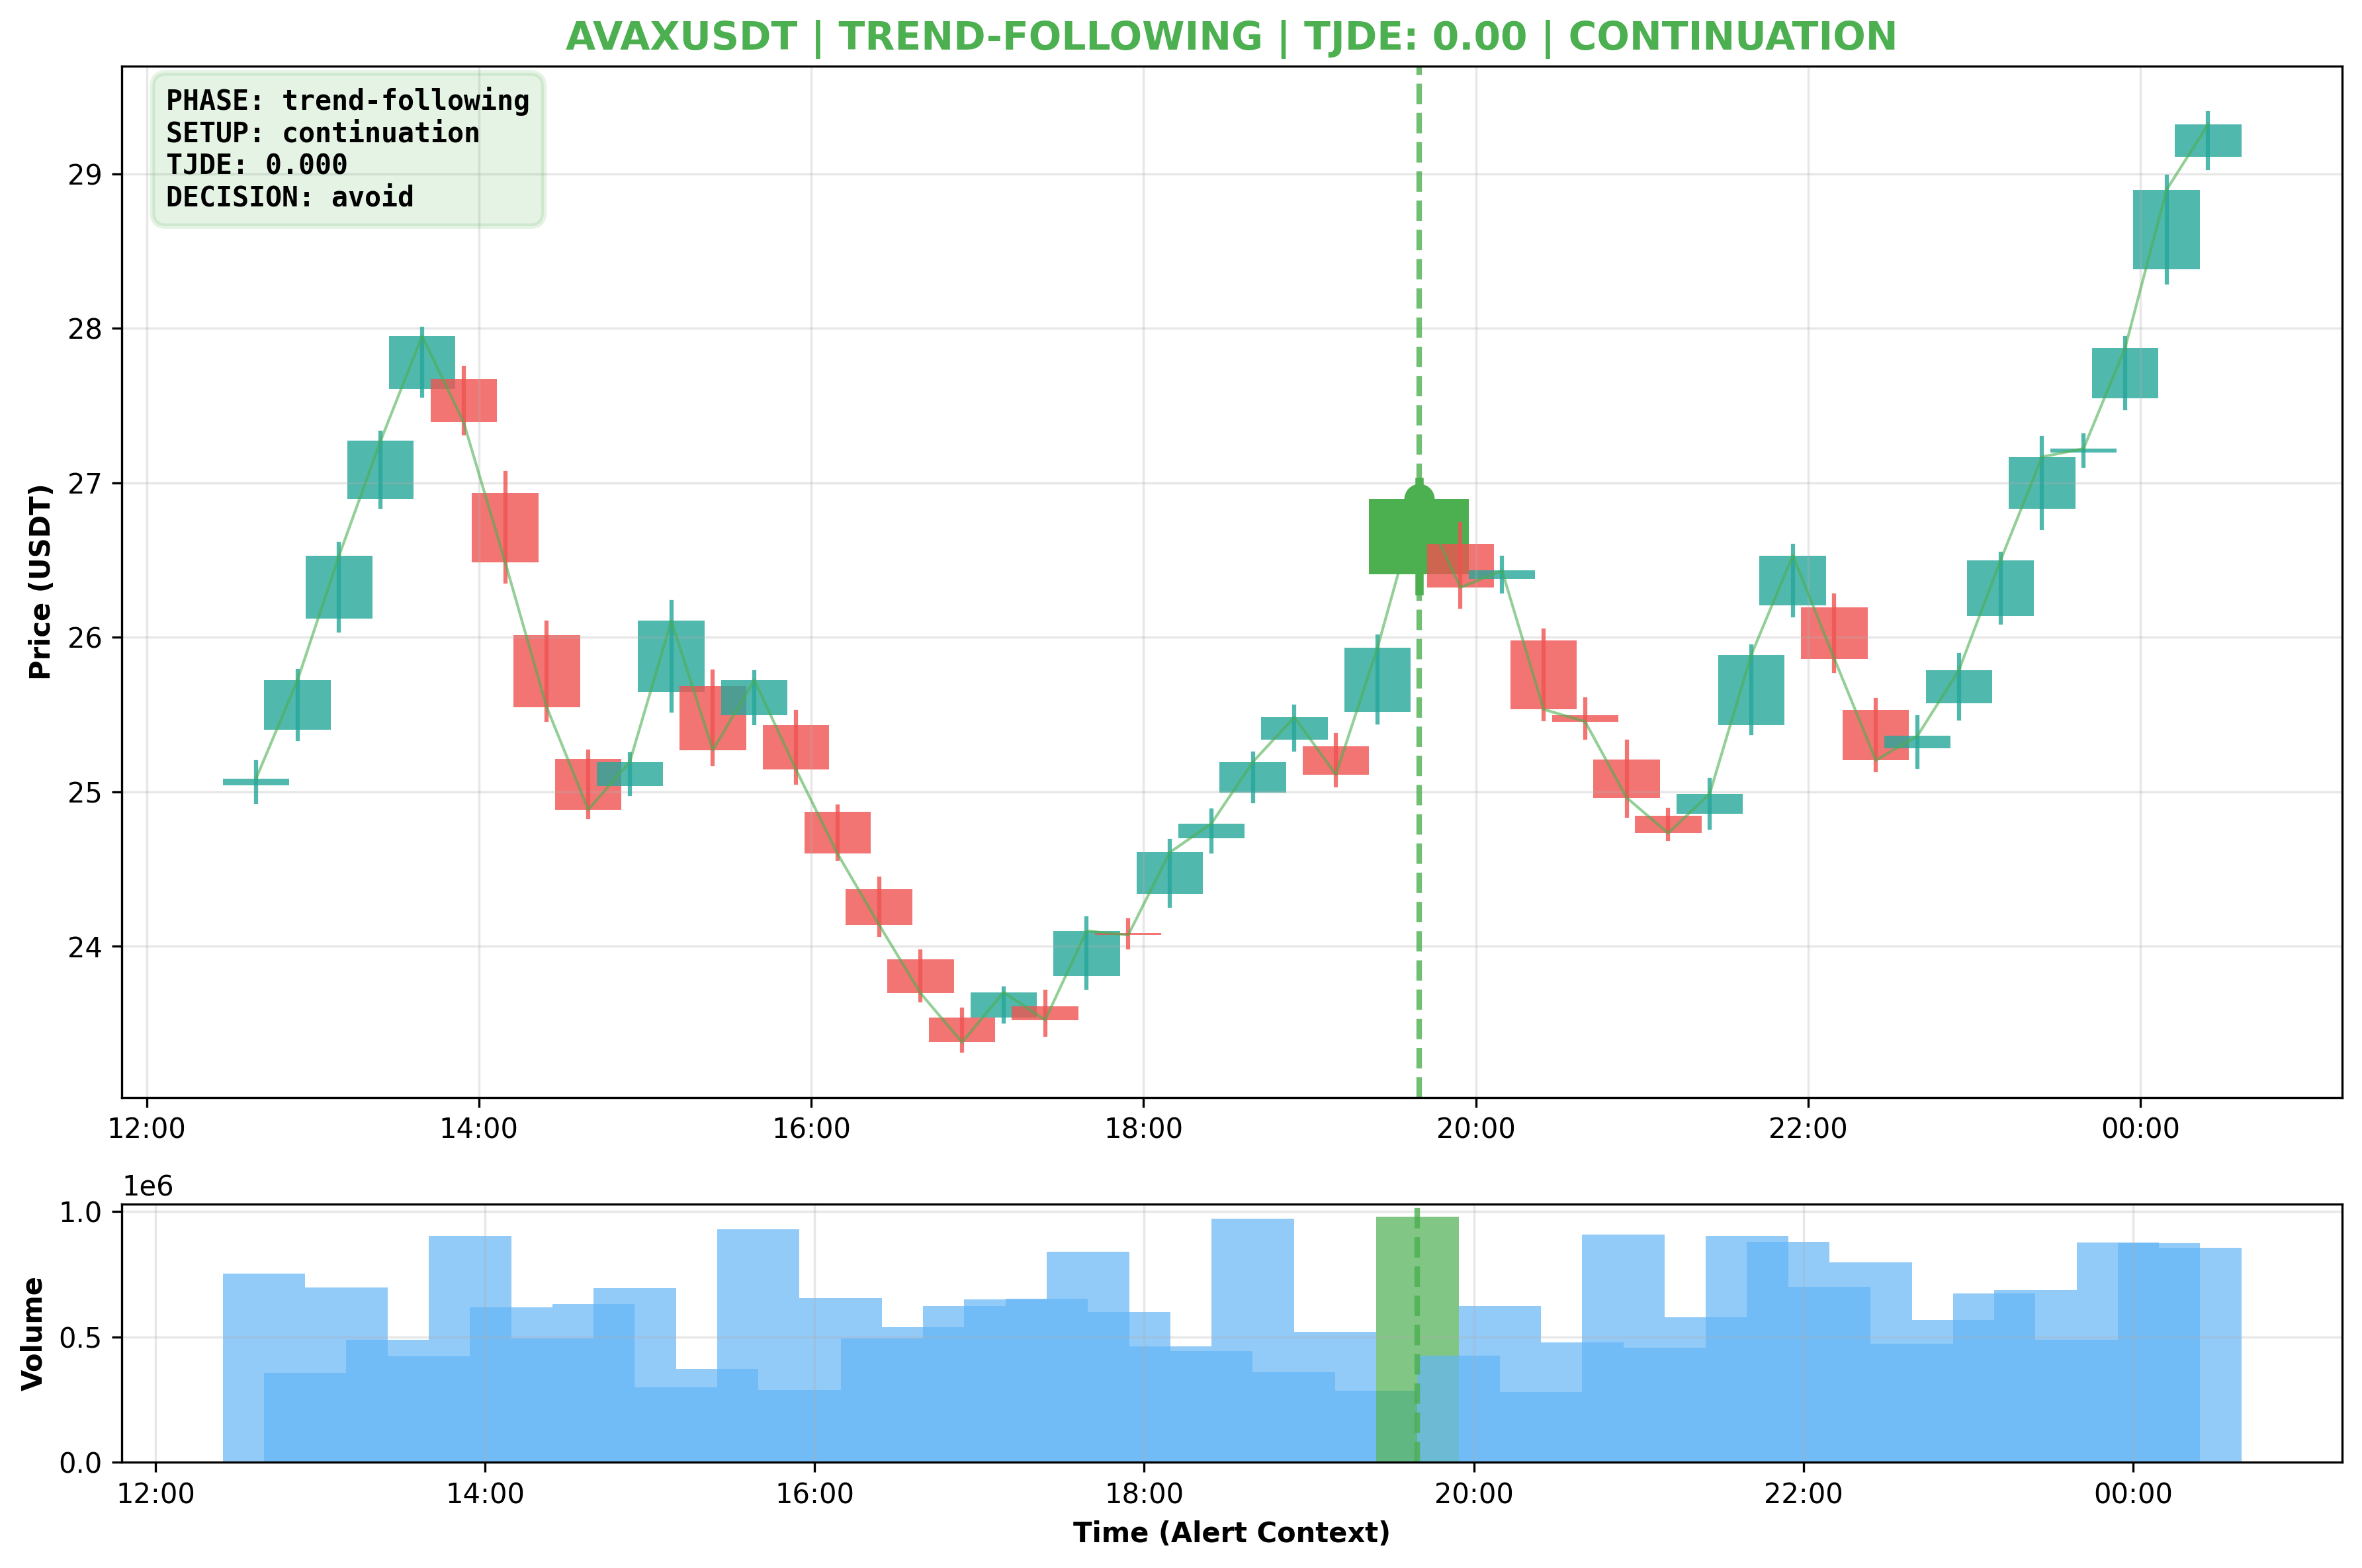 AVAXUSDT | TREND-FOLLOWING | TJDE: 0.00 | CONTINUATION
PHASE: trend-following
SETUP: continuation
TJDE: 0.000
DECISION: avoid
Price (USDT)
29
28
27
26
25
24
12:00
14:00
16:00
18:00
20:00
22:00
00:00
1e6
Volume
1.0
0.5
0.0
12:00
14:00
16:00
18:00
20:00
22:00
00:00
Time (Alert Context)